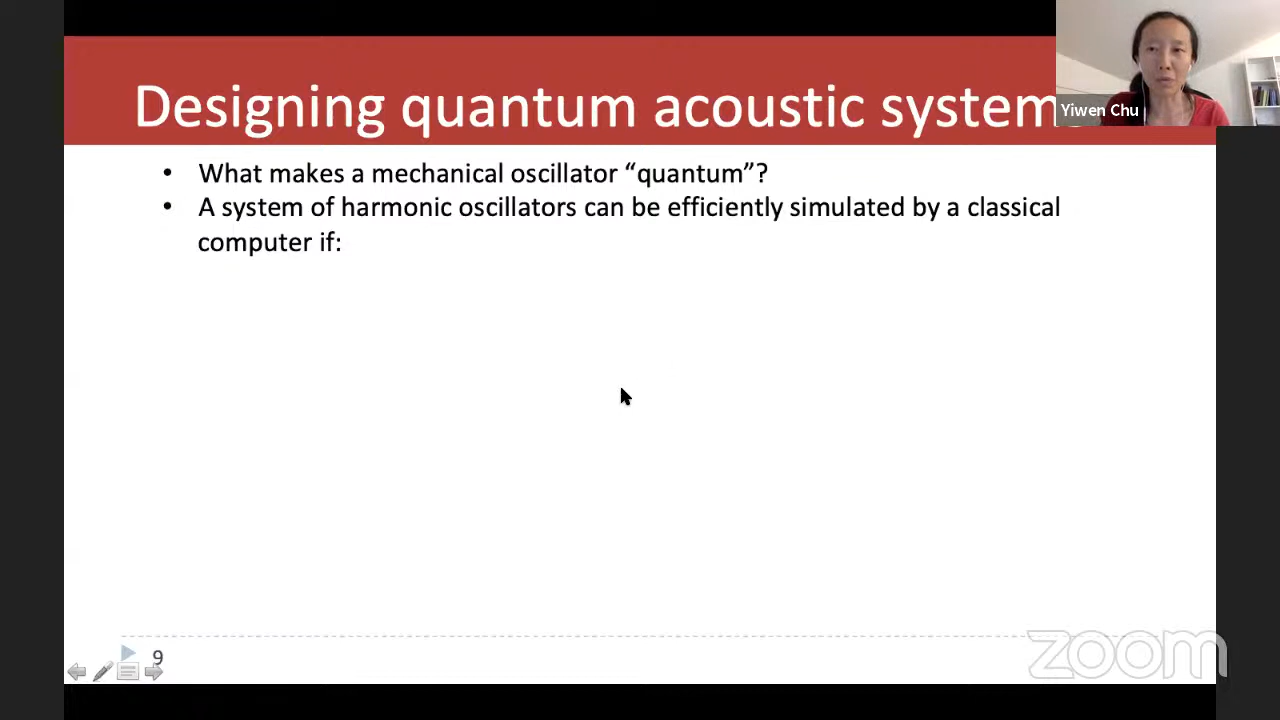 Designing quantum acoustic system
Yiwen Chu
• What makes a mechanical oscillator “quantum”?
• A system of harmonic oscillators can be efficiently simulated by a classical
computer if:
9
zoom